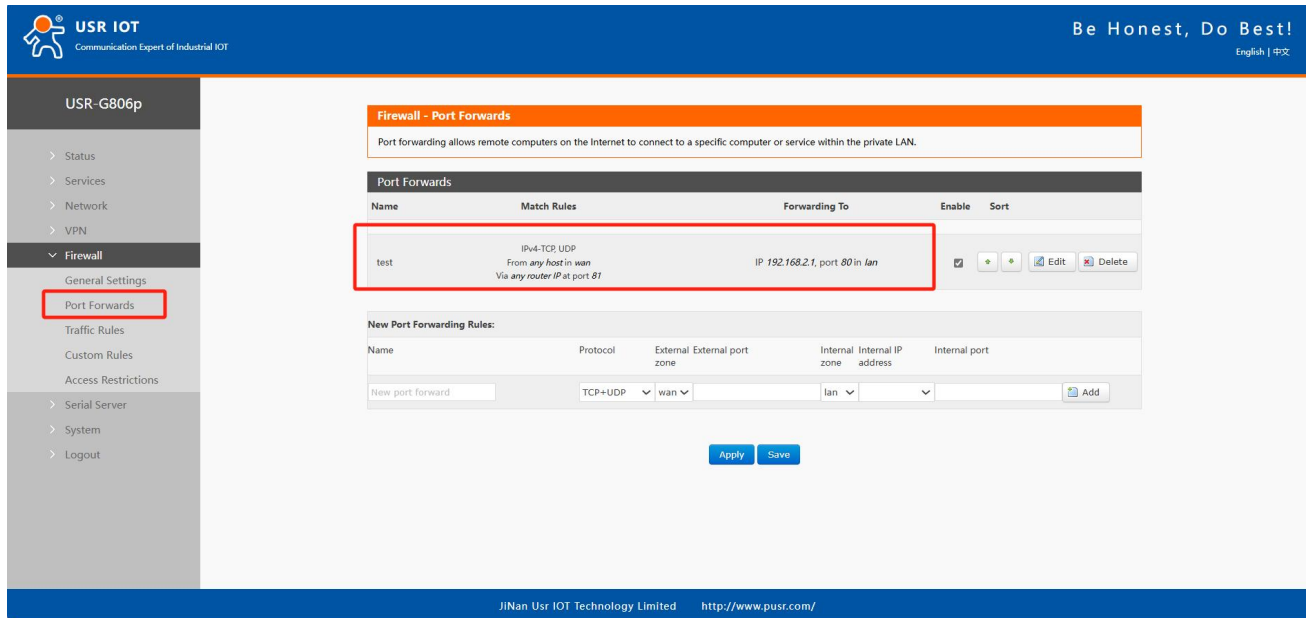 USR IOT
Communication Expert of Industrial IOT
Be Honest, Do Best!
English | 中文
USR-G806p
Status
Services
Network
VPN
Firewall
General Settings
Port Forwards
Traffic Rules
Custom Rules
Access Restrictions
Serial Server
System
Logout
Firewall - Port Forwards
Port forwarding allows remote computers on the Internet to connect to a specific computer or service within the private LAN.
Port Forwards
Name Match Rules Forwarding To Enable Sort
IPv4-TCP, UDP
test From any host in wan IP 192.168.2.1, port 80 in lan Edit Delete
Via any router IP at port 81
New Port Forwarding Rules:
Name Protocol External External port Internal Internal IP Internal port
zone zone address
New port forward TCP+UDP wan lan Add
Apply Save
JiNan Usr IOT Technology Limited http://www.pusr.com/